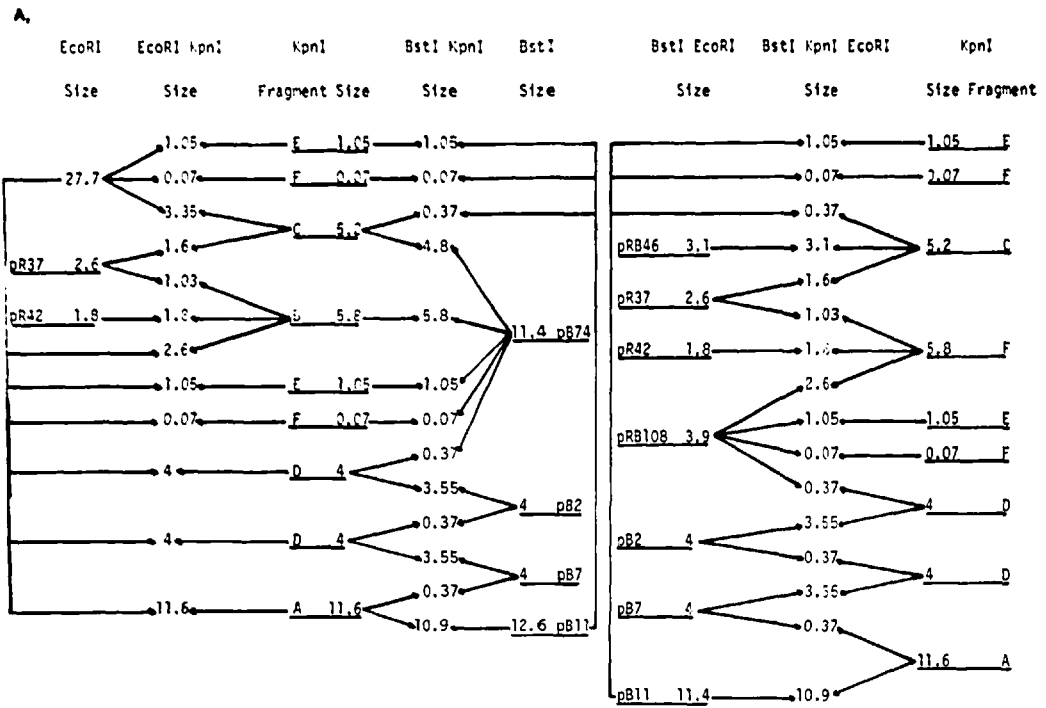 A.
EcoRI EcoRI KpnI KpnI BstI KpnI BstI BstI EcoRI BstI KpnI EcoRI KpnI
Size Size Fragment Size Size Size Size Size Size Fragment
1.05 E 1.05 1.05 1.05 1.05 E
27.7 0.07 F 0.07 0.07 0.07 0.07 F
3.35 0.37 0.37
C 5.2
1.6 4.8 pRB46 3.1 3.1 5.2 C
pR37 2.6
1.03 1.6
pR37 2.6
pR42 1.8 1.8 5.8 5.8 1.03
11.4 pB74
2.6 pR42 1.8 1.8 5.8 F
1.05 E 1.05 1.05 2.6
0.07 F 0.07 0.07 1.05 1.05 E
pRB108 3.9
0.37 0.07 0.07 F
4 D 4
3.55 0.37
4 pB2 4 D
0.37 3.55
4 D 4 pB2 4
3.55 0.37
4 pB7 4 D
0.37 3.55
11.6 A 11.6 pB7 4
10.9 12.6 pB11 0.37
11.6 A
pB11 11.4 10.9